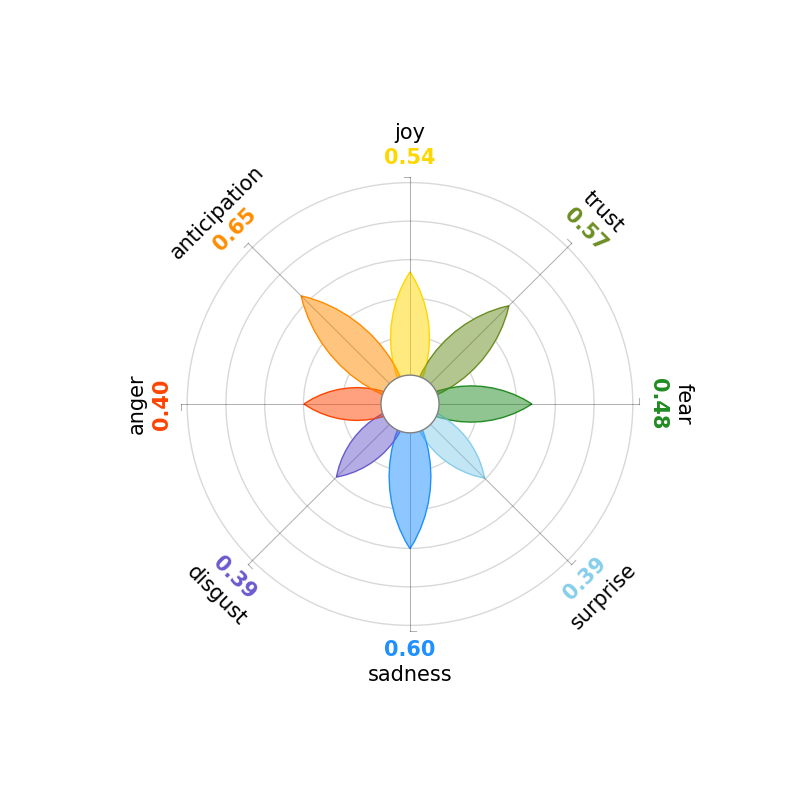 joy
0.54
trust
0.57
fear
0.48
surprise
0.39
sadness
0.60
disgust
0.39
anger
0.40
anticipation
0.65